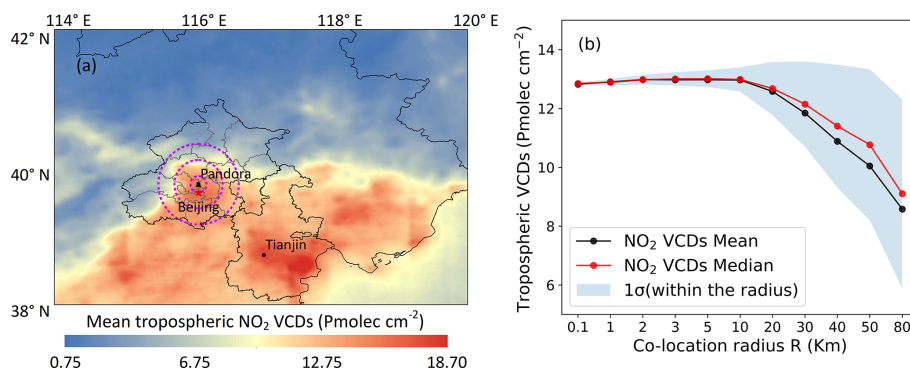 114° E
116° E
118° E
120° E
42° N
40° N
38° N
(a)
Pandora
Beijing
Tianjin
Mean tropospheric NO₂ VCDs (Pmolec cm⁻²)
0.75 6.75 12.75 18.70
(b)
Tropospheric VCDs (Pmolec cm⁻²)
14
12
10
8
6
NO₂ VCDs Mean
NO₂ VCDs Median
1σ(within the radius)
0.1 1 2 3 5 10 20 30 40 50 80
Co-location radius R (Km)